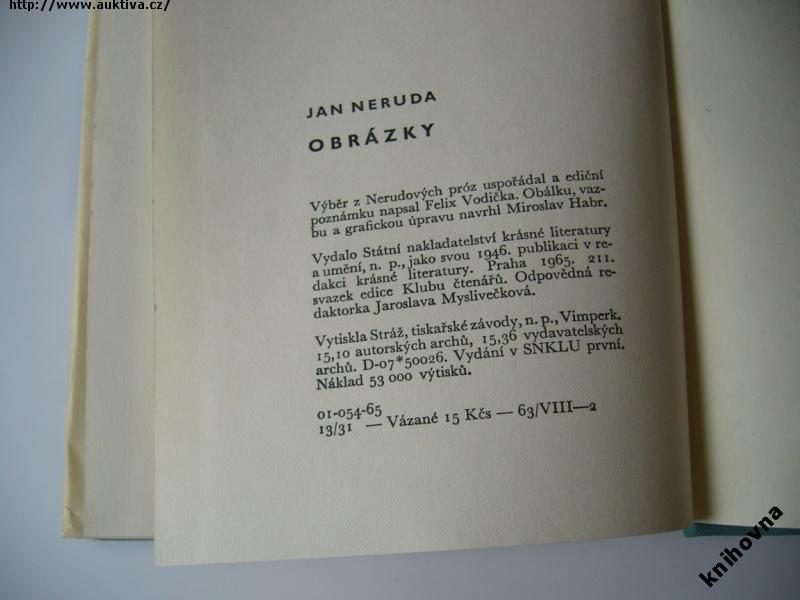 http://www.auktiva.cz/
JAN NERUDA
OBRÁZKY
Výběr z Nerudových próz uspořádal a ediční
poznámku napsal Felix Vodička. Obálku, vaz-
bu a grafickou úpravu navrhl Miroslav Habr.
Vydalo Státní nakladatelství krásné literatury
a umění, n. p., jako svou 1946. publikaci v re-
dakci krásné literatury. Praha 1965. 211.
svazek edice Klubu čtenářů. Odpovědná re-
daktorka Jaroslava Myslivečková.
Vytiskla Stráž, tiskařské závody, n. p., Vimperk.
15,10 autorských archů, 15,36 vydavatelských
archů. D-07*50026. Vydání v SNKLU první.
Náklad 53 000 výtisků.
01-054-65
13/31 — Vázané 15 Kčs — 63/VIII—2
knihovna